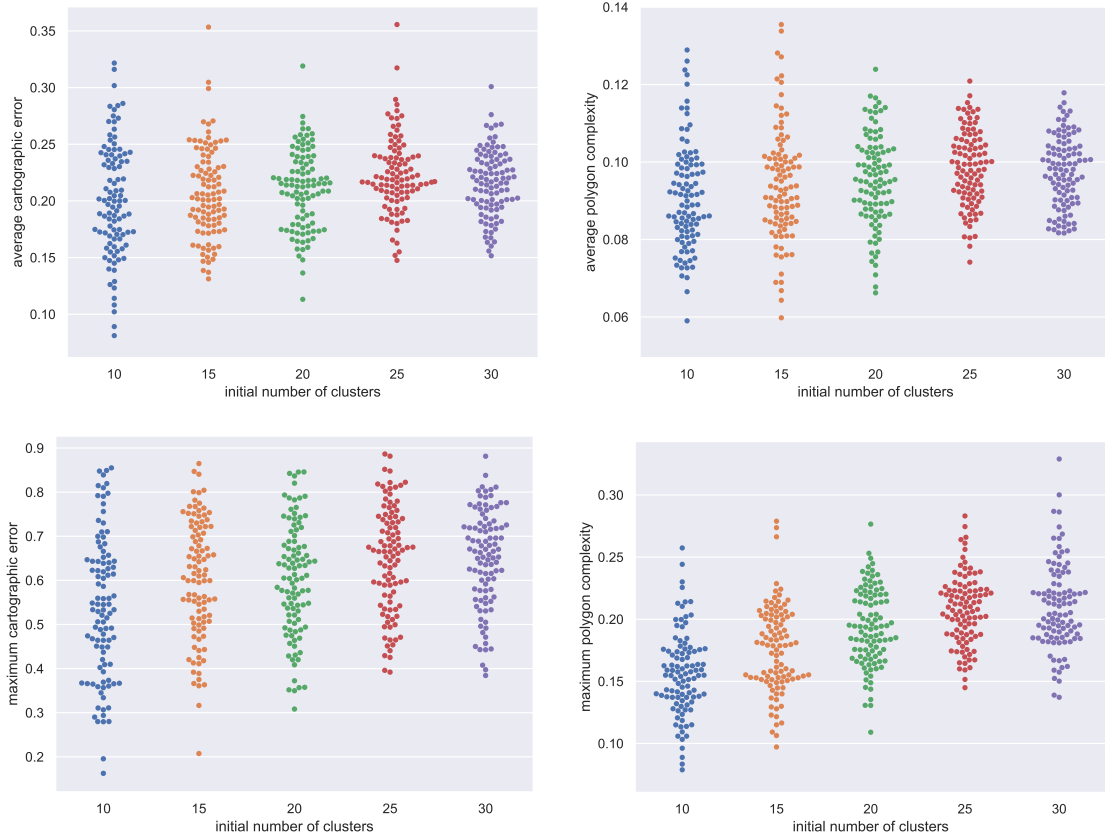 average cartographic error
0.35
0.30
0.25
0.20
0.15
0.10
10 15 20 25 30
initial number of clusters
average polygon complexity
0.14
0.12
0.10
0.08
0.06
10 15 20 25 30
initial number of clusters
maximum cartographic error
0.9
0.8
0.7
0.6
0.5
0.4
0.3
0.2
10 15 20 25 30
initial number of clusters
maximum polygon complexity
0.30
0.25
0.20
0.15
0.10
10 15 20 25 30
initial number of clusters